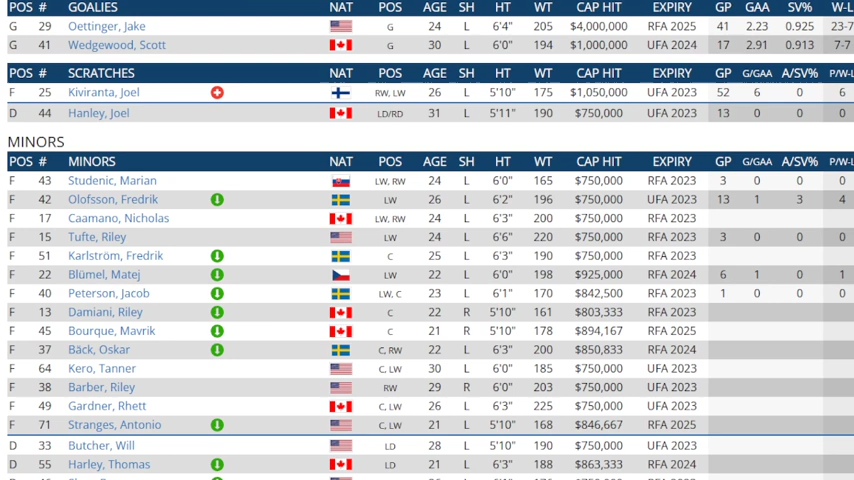 POS # GOALIES NAT POS AGE SH HT WT CAP HIT EXPIRY GP GAA SV% W-L
G 29 Oettinger, Jake G 24 L 6'4" 205 $4,000,000 RFA 2025 41 2.23 0.925 23-7
G 41 Wedgewood, Scott G 30 L 6'0" 194 $1,000,000 UFA 2024 17 2.91 0.913 7-7
POS # SCRATCHES NAT POS AGE SH HT WT CAP HIT EXPIRY GP G/GAA A/SV% P/W-L
F 25 Kiviranta, Joel RW, LW 26 L 5'10" 175 $1,050,000 UFA 2023 52 6 0 6
D 44 Hanley, Joel LD/RD 31 L 5'11" 190 $750,000 UFA 2023 13 0 0 0
MINORS
POS # MINORS NAT POS AGE SH HT WT CAP HIT EXPIRY GP G/GAA A/SV% P/W-L
F 43 Studenic, Marian LW, RW 24 L 6'0" 165 $750,000 RFA 2023 3 0 0 0
F 42 Olofsson, Fredrik LW 26 L 6'2" 196 $750,000 UFA 2023 13 1 3 4
F 17 Caamano, Nicholas LW, RW 24 L 6'3" 200 $750,000 RFA 2023
F 15 Tufte, Riley LW 24 L 6'6" 220 $750,000 RFA 2023 3 0 0 0
F 51 Karlström, Fredrik C 25 L 6'3" 190 $750,000 RFA 2023
F 22 Blümel, Matej LW 22 L 6'0" 198 $925,000 RFA 2024 6 1 0 1
F 40 Peterson, Jacob LW, C 23 L 6'1" 170 $842,500 RFA 2023 1 0 0 0
F 13 Damiani, Riley C 22 R 5'10" 161 $803,333 RFA 2023
F 45 Bourque, Mavrik C 21 R 5'10" 178 $894,167 RFA 2025
F 37 Bäck, Oskar C, RW 22 L 6'3" 200 $850,833 RFA 2024
F 64 Kero, Tanner C, LW 30 L 6'0" 185 $750,000 UFA 2023
F 38 Barber, Riley RW 29 R 6'0" 203 $750,000 UFA 2023
F 49 Gardner, Rhett C, LW 26 L 6'3" 225 $750,000 UFA 2023
F 71 Stranges, Antonio C, LW 21 L 5'10" 168 $846,667 RFA 2025
D 33 Butcher, Will LD 28 L 5'10" 190 $750,000 UFA 2023
D 55 Harley, Thomas LD 21 L 6'3" 188 $863,333 RFA 2024